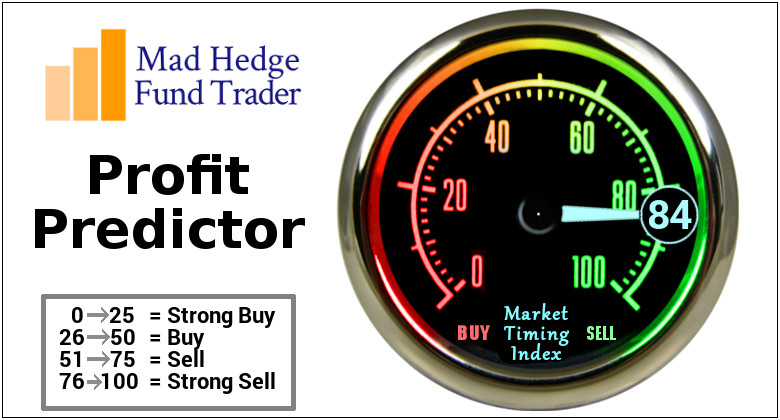 Mad Hedge
Fund Trader
Profit
Predictor
0→25 = Strong Buy
26→50 = Buy
51→75 = Sell
76→100 = Strong Sell
40
60
20
80
84
0
100
BUY
Market
Timing
Index
SELL